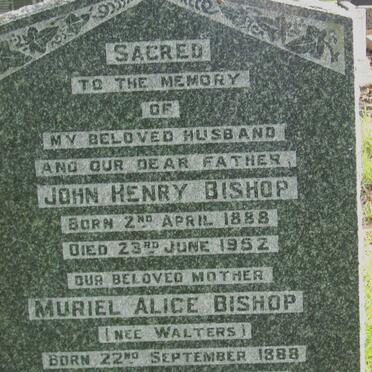 SACRED
TO THE MEMORY
OF
MY BELOVED HUSBAND
AND OUR DEAR FATHER
JOHN HENRY BISHOP
BORN 2ND APRIL 1888
DIED 23RD JUNE 1952
OUR BELOVED MOTHER
MURIEL ALICE BISHOP
(NEE WALTERS)
BORN 22ND SEPTEMBER 1888